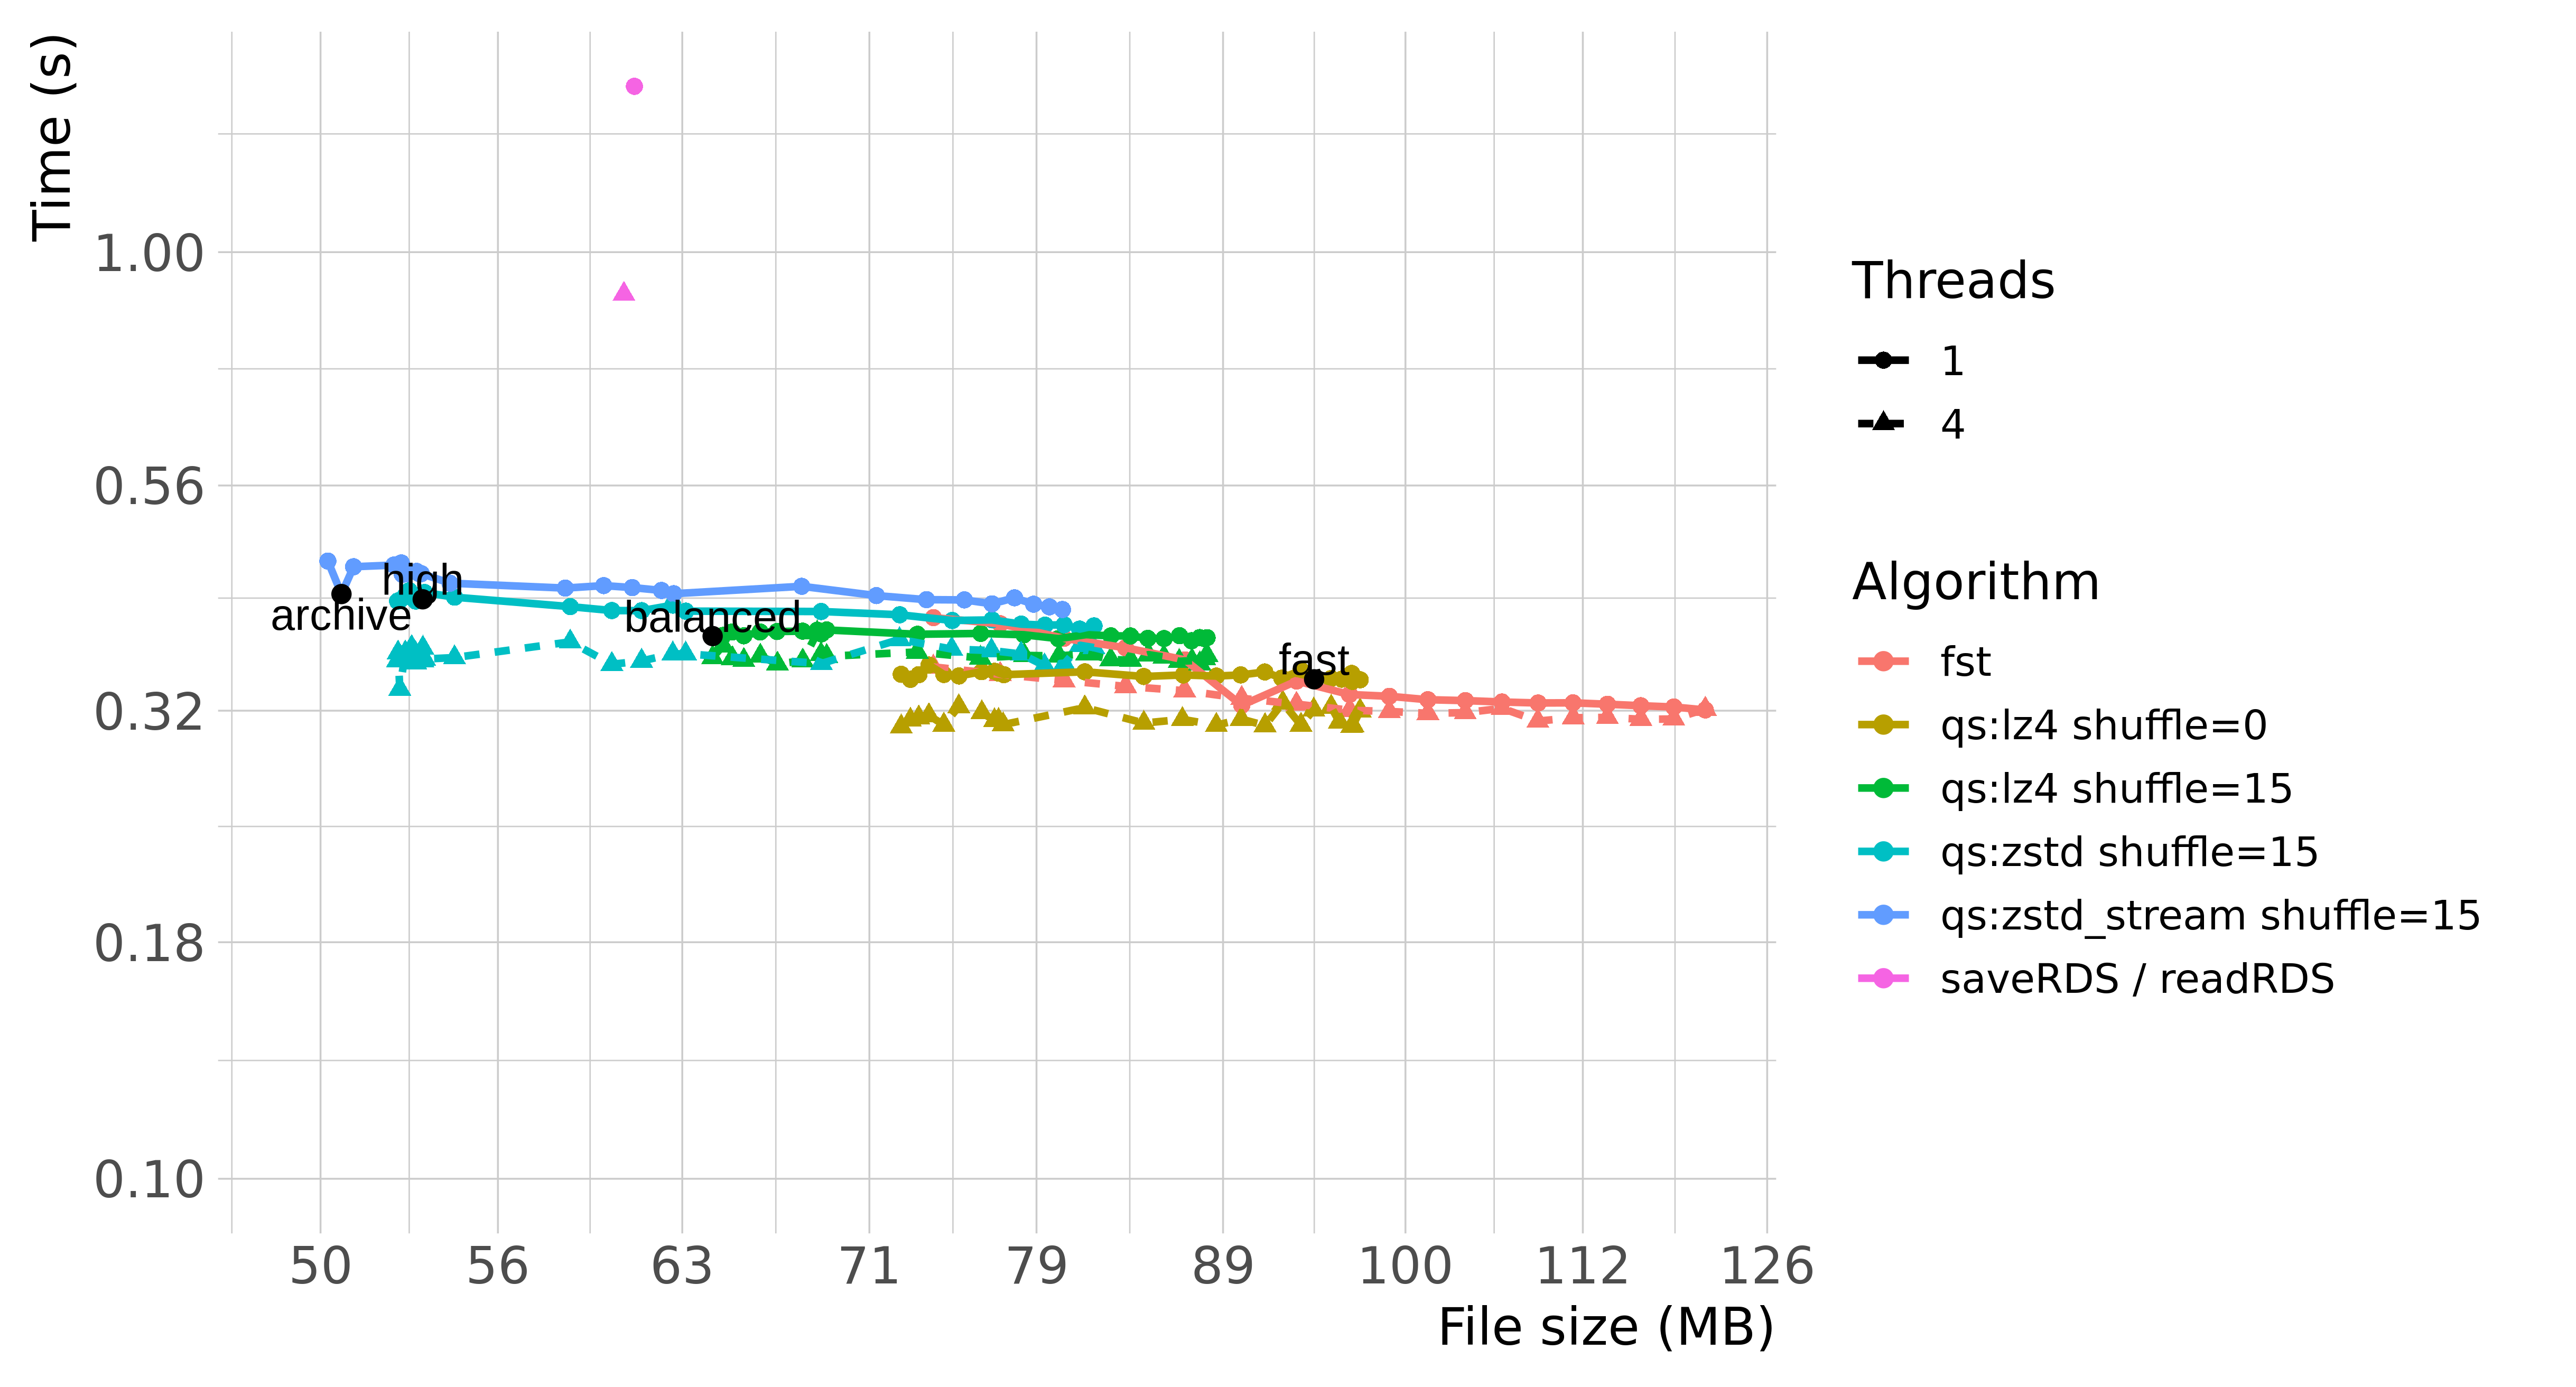 Time (s)
1.00
0.56
0.32
0.18
0.10
high
archive
balanced
fast
50 56 63 71 79 89 100 112 126
File size (MB)
Threads
1
4
Algorithm
fst
qs:lz4 shuffle=0
qs:lz4 shuffle=15
qs:zstd shuffle=15
qs:zstd_stream shuffle=15
saveRDS / readRDS